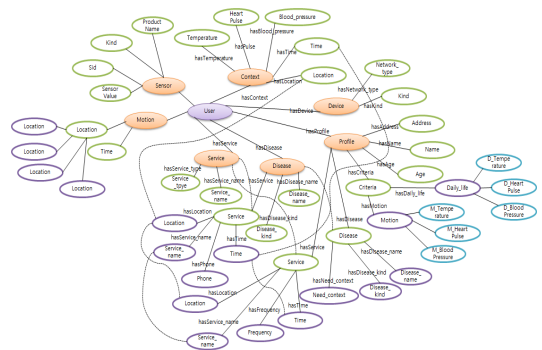 Product
Name
Heart
Pulse
Blood_pressure
Kind
Temperature
hasPulse
hasBlood_pressure
hasTime
Time
hasTemperature
Context
Network_
type
Sid
Sensor
hasLocation
Location
hasNetwork_type
Sensor
Value
hasContext
Device
hasKind
Kind
User
hasDevice
Location
Location
Motion
hasProfile
hasAddress
Address
Profile
hasName
Name
Location
Time
hasService
hasDisease
hasAge
Age
Location
Service
Disease
hasCriteria
Criteria
D_Tempe
rature
Location
hasService_type
Service_
tpye
hasService_name
hasService
hasDisease_name
hasDaily_life
Daily_life
D_Heart
Pulse
Service_
name
Disease_
name
hasMotion
M_Tempe
rature
D_Blood
Pressure
hasLocation
Service
hasDisease_kind
hasDisease
Motion
Location
Disease_
kind
Disease
M_Heart
Pulse
hasService_name
hasTime
hasService
hasDisease_name
M_Blood
Pressure
Service_
name
Time
hasPhone
Service
hasDisease_kind
Disease_
name
Phone
hasNeed_context
hasLocation
Need_context
Disease_
kind
Location
hasTime
hasFrequency
hasService_name
Time
Service_
name
Frequency